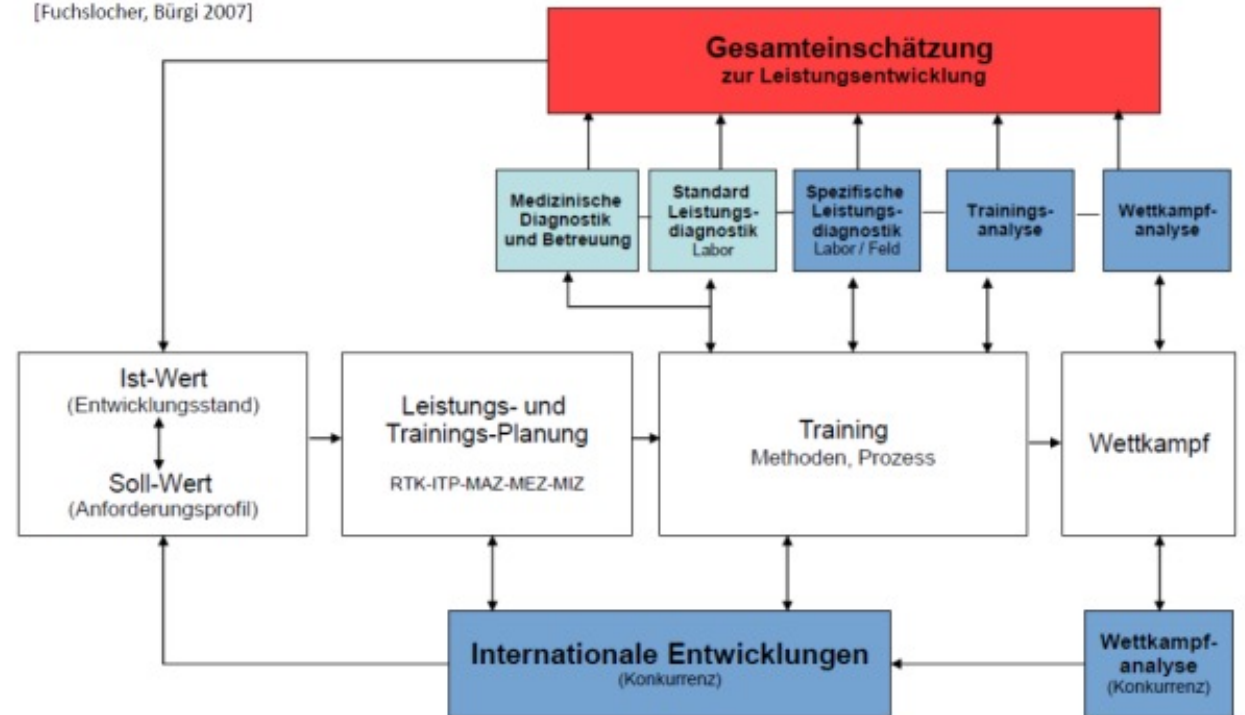 [Fuchslocher, Bürgi 2007]
Gesamteinschätzung
zur Leistungsentwicklung
Medizinische
Diagnostik
und Betreuung
Standard
Leistungs-
diagnostik
Labor
Spezifische
Leistungs-
diagnostik
Labor / Feld
Trainings-
analyse
Wettkampf-
analyse
Ist-Wert
(Entwicklungsstand)
Soll-Wert
(Anforderungsprofil)
Leistungs- und
Trainings-Planung
RTK-ITP-MAZ-MEZ-MIZ
Training
Methoden, Prozess
Wettkampf
Internationale Entwicklungen
(Konkurrenz)
Wettkampf-
analyse
(Konkurrenz)